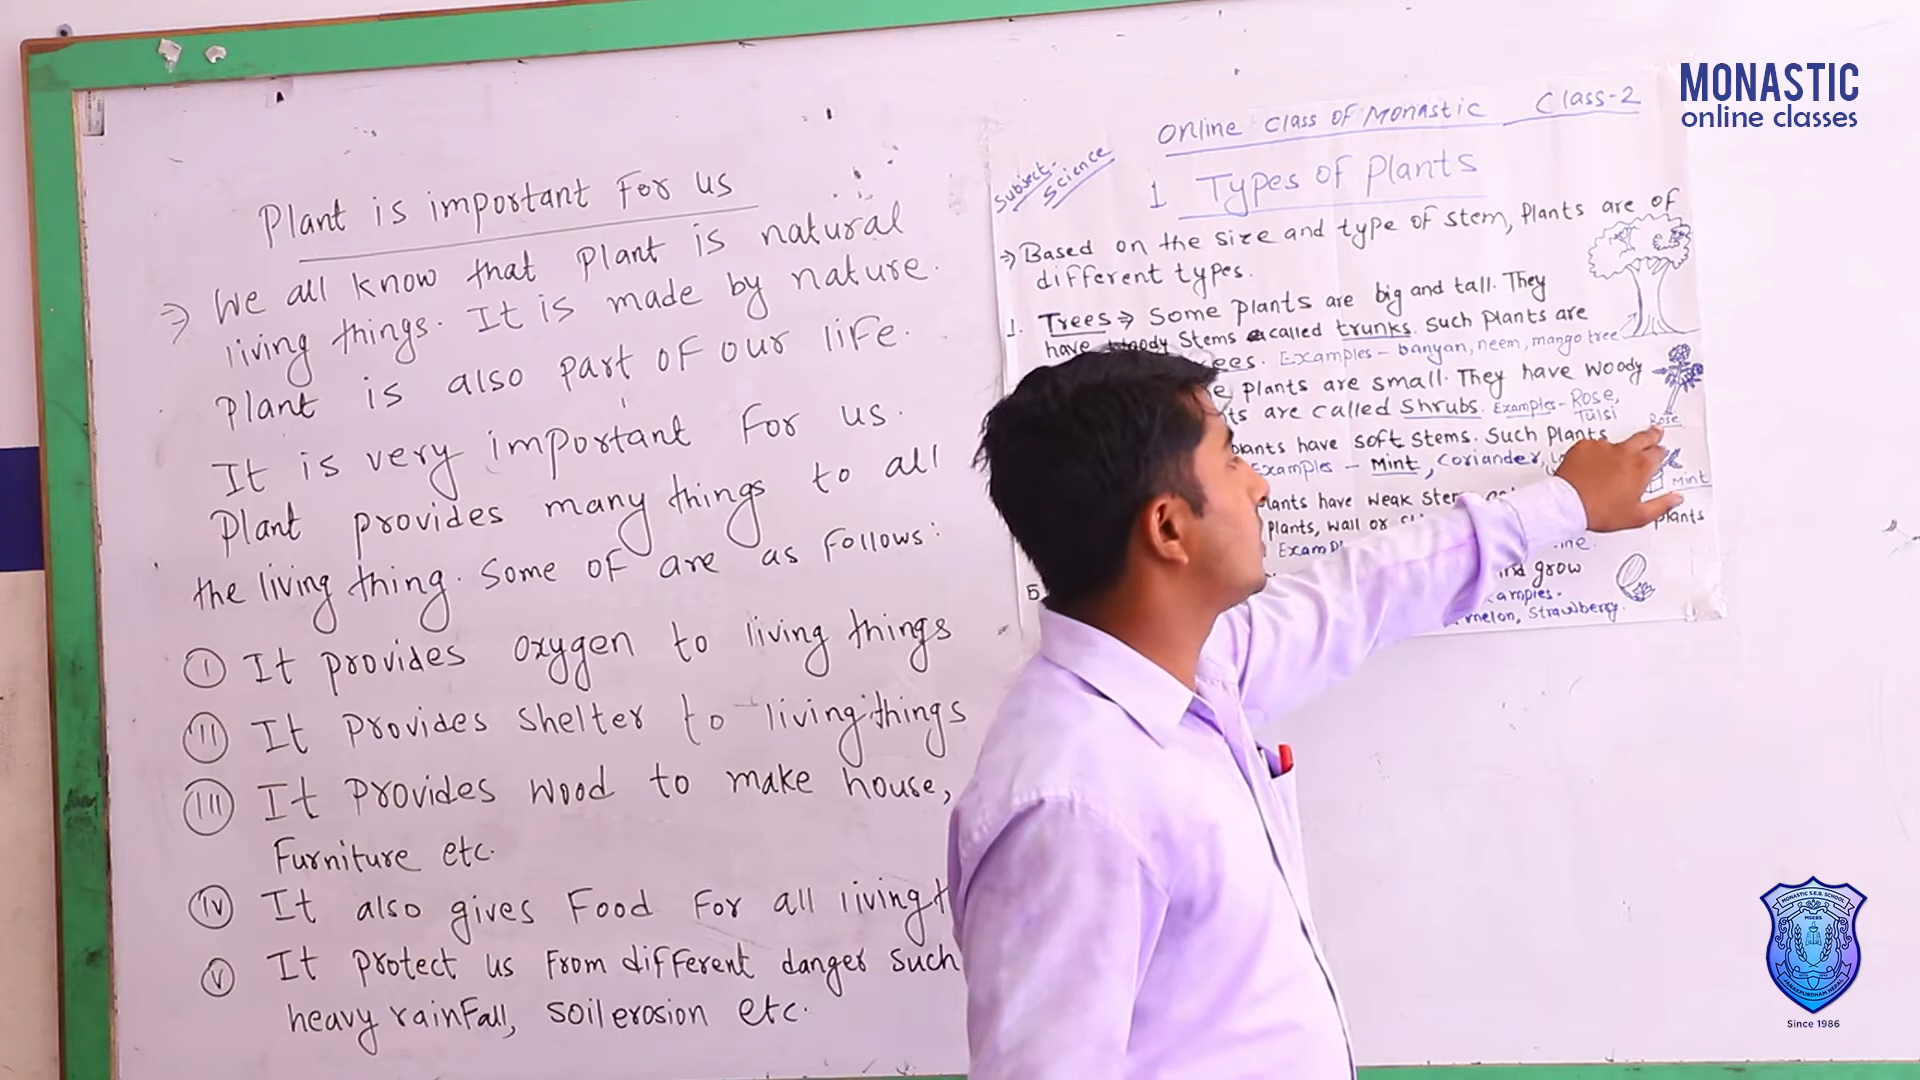 Plant is important For us
⇒ We all know that plant is natural
living things. It is made by nature.
Plant is also part of our life.
It is very important for us.
Plant provides many things to all
the living thing. Some of are as follows:
(I) It provides oxygen to living things
(II) It provides shelter to living things
(III) It provides wood to make house,
Furniture etc.
(IV) It also gives Food For all living
(V) It protect us From different danger such
heavy rainfall, soil erosion etc.
MONASTIC
online classes
Online class of Monastic Class-2
Subject-
Science
1 Types of plants
⇒ Based on the size and type of stem, plants are of
different types.
1. Trees ⇒ Some plants are big and tall. They
have woody stems called trunks. Such plants are
Examples - banyan, neem, mango tree
plants are small. They have woody
are called shrubs. Examples - Rose,
Tulsi
Rose
plants have soft stems. Such plants
Examples - Mint, coriander,
Mint
plants have weak stem
plants, wall or
plants
grow
5
melon, Strawberry.
MONASTIC S.E.B. SCHOOL
MSEBS
JANAKPURDHAM NEPAL
Since 1986